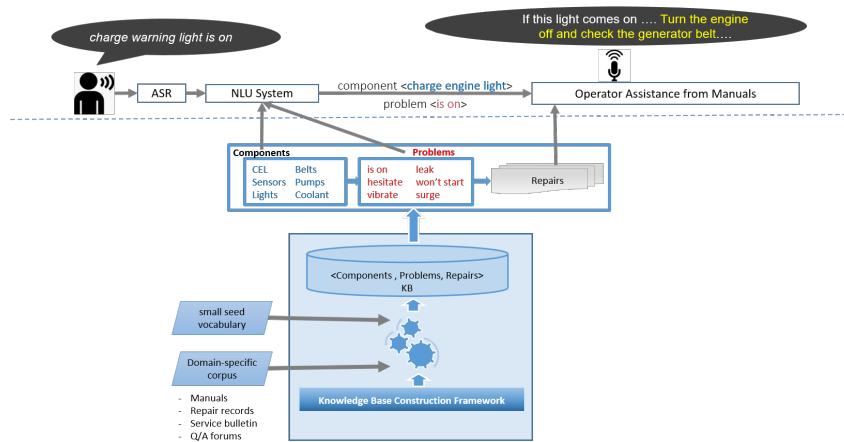 charge warning light is on
If this light comes on .... Turn the engine
off and check the generator belt....
ASR
NLU System
component <charge engine light>
problem <is on>
Operator Assistance from Manuals
Components
Problems
CEL Belts
Sensors Pumps
Lights Coolant
is on leak
hesitate won't start
vibrate surge
Repairs
<Components , Problems, Repairs>
KB
small seed
vocabulary
Domain-specific
corpus
- Manuals
- Repair records
- Service bulletin
- Q/A forums
Knowledge Base Construction Framework